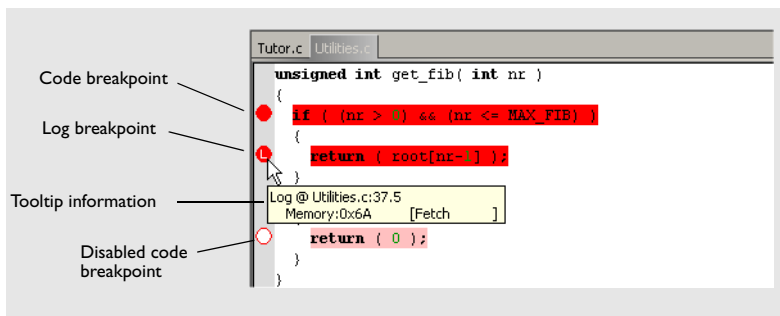 Tutor.c Utilities.c
unsigned int get_fib( int nr )
{
Code breakpoint
if ( (nr > 0) && (nr <= MAX_FIB) )
{
Log breakpoint
L
return ( root[nr-1] );
}
Tooltip information
Log @ Utilities.c:37.5
Memory:0x6A [Fetch ]
Disabled code
breakpoint
return ( 0 );
}
}